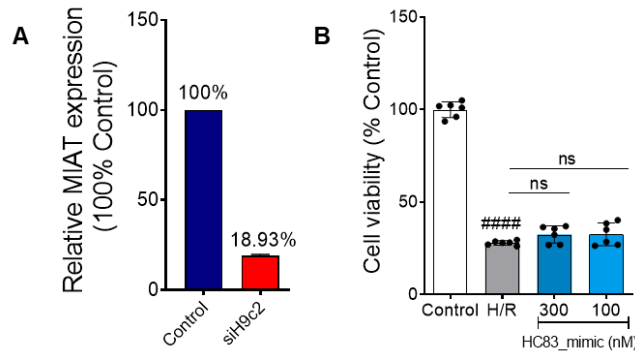 A
Relative MIAT expression
(100% Control)
150
100
50
0
100%
18.93%
Control
siH9c2
B
Cell viability (% Control)
150
100
50
0
ns
ns
####
Control H/R 300 100
HC83_mimic (nM)